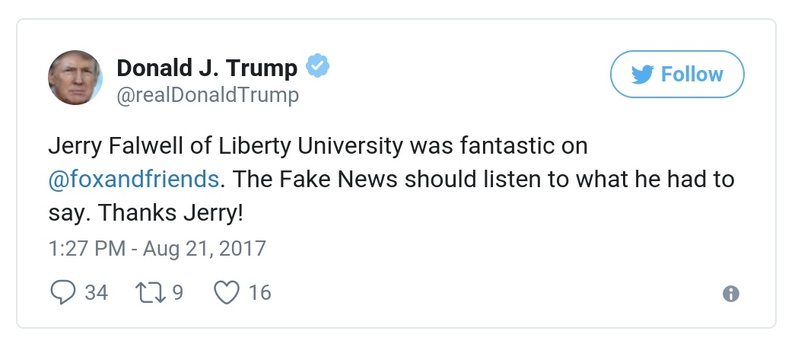 Donald J. Trump
@realDonaldTrump
Follow
Jerry Falwell of Liberty University was fantastic on
@foxandfriends. The Fake News should listen to what he had to
say. Thanks Jerry!
1:27 PM - Aug 21, 2017
34 9 16